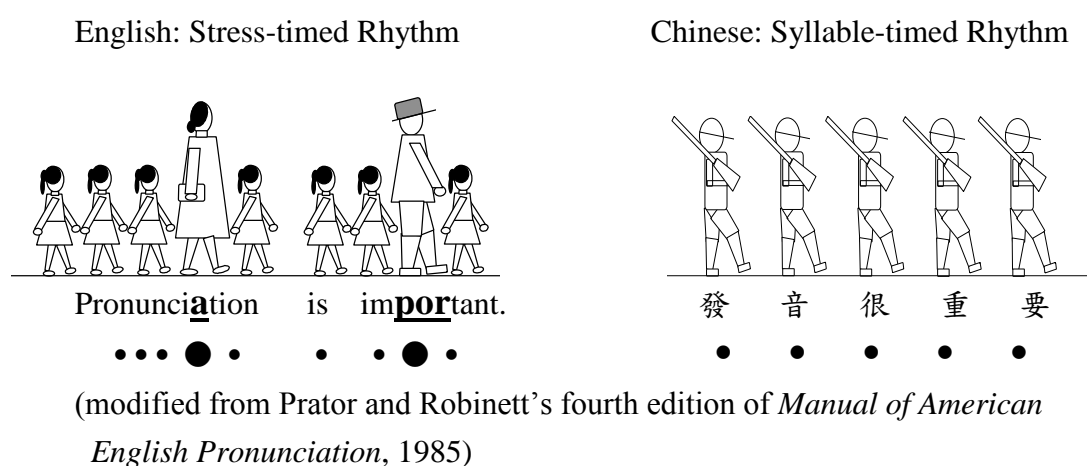 English: Stress-timed Rhythm
Chinese: Syllable-timed Rhythm
Pronunciation is important.
發 音 很 重 要
(modified from Prator and Robinett's fourth edition of Manual of American
English Pronunciation, 1985)